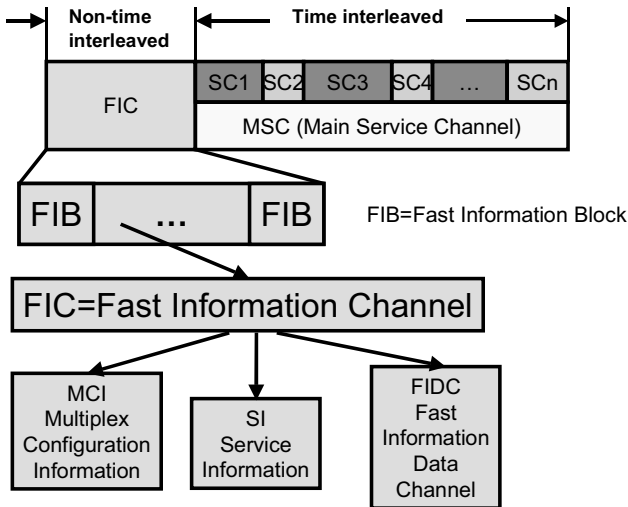 Non-time
interleaved
Time interleaved
FIC
SC1 SC2 SC3 SC4 ... SCn
MSC (Main Service Channel)
FIB ... FIB
FIB=Fast Information Block
FIC=Fast Information Channel
MCI
Multiplex
Configuration
Information
SI
Service
Information
FIDC
Fast
Information
Data
Channel